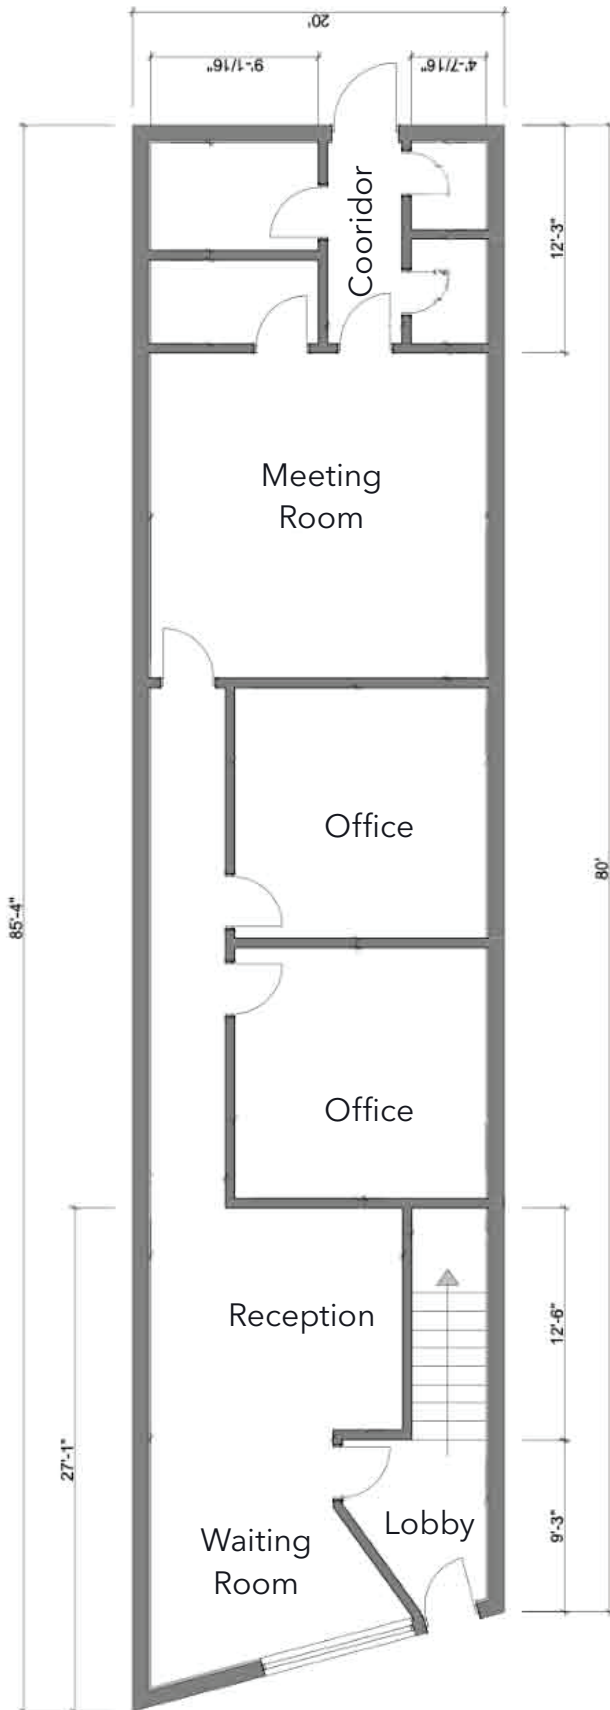 20'
9'-1/16"
4'-7/16"
Cooridor
12'-3"
Meeting
Room
Office
85'-4"
80'
Office
Reception
12'-6"
27'-1"
Lobby
9'-3"
Waiting
Room